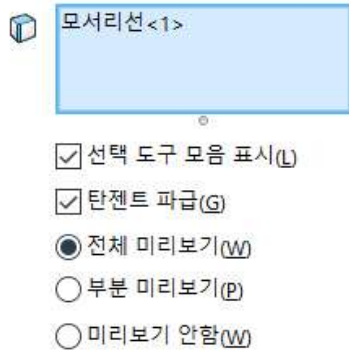 모서리선<1>
선택 도구 모음 표시(L)
탄젠트 파급(G)
전체 미리보기(W)
부분 미리보기(P)
미리보기 안함(W)